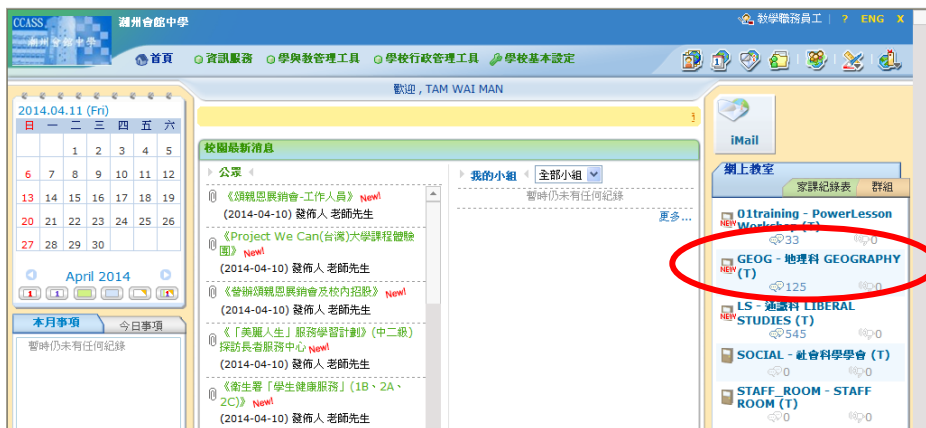 CCASS 潮州會館中學
潮州會館中學
教學職務員工 | ? ENG X
首頁 資訊服務 學與教管理工具 學校行政管理工具 學校基本設定
歡迎 , TAM WAI MAN
2014.04.11 (Fri)
日 一 二 三 四 五 六
1 2 3 4 5
6 7 8 9 10 11 12
13 14 15 16 17 18 19
20 21 22 23 24 25 26
27 28 29 30
April 2014
1 1 1
本月事項 今日事項
暫時仍未有任何紀錄
校園最新消息
公眾
《頌親恩展銷會-工作人員》 New!
(2014-04-10) 發佈人 老師先生
《Project We Can(台灣)大學課程體驗
團》 New!
(2014-04-10) 發佈人 老師先生
《營辦頌親恩展銷會及校內招股》 New!
(2014-04-10) 發佈人 老師先生
《「美麗人生」服務學習計劃》(中二級)
探訪長者服務中心 New!
(2014-04-10) 發佈人 老師先生
《衞生署「學生健康服務」(1B、2A、
2C)》 New!
(2014-04-10) 發佈人 老師先生
我的小組 全部小組
暫時仍未有任何紀錄
更多...
iMail
網上教室
家課紀錄表 群組
01training - PowerLesson
NEW Workshop (T)
33 0
GEOG - 地理科 GEOGRAPHY
NEW (T)
125 0
LS - 通識科 LIBERAL
NEW STUDIES (T)
545 0
SOCIAL - 社會科學學會 (T)
0 0
STAFF_ROOM - STAFF
ROOM (T)
0 0